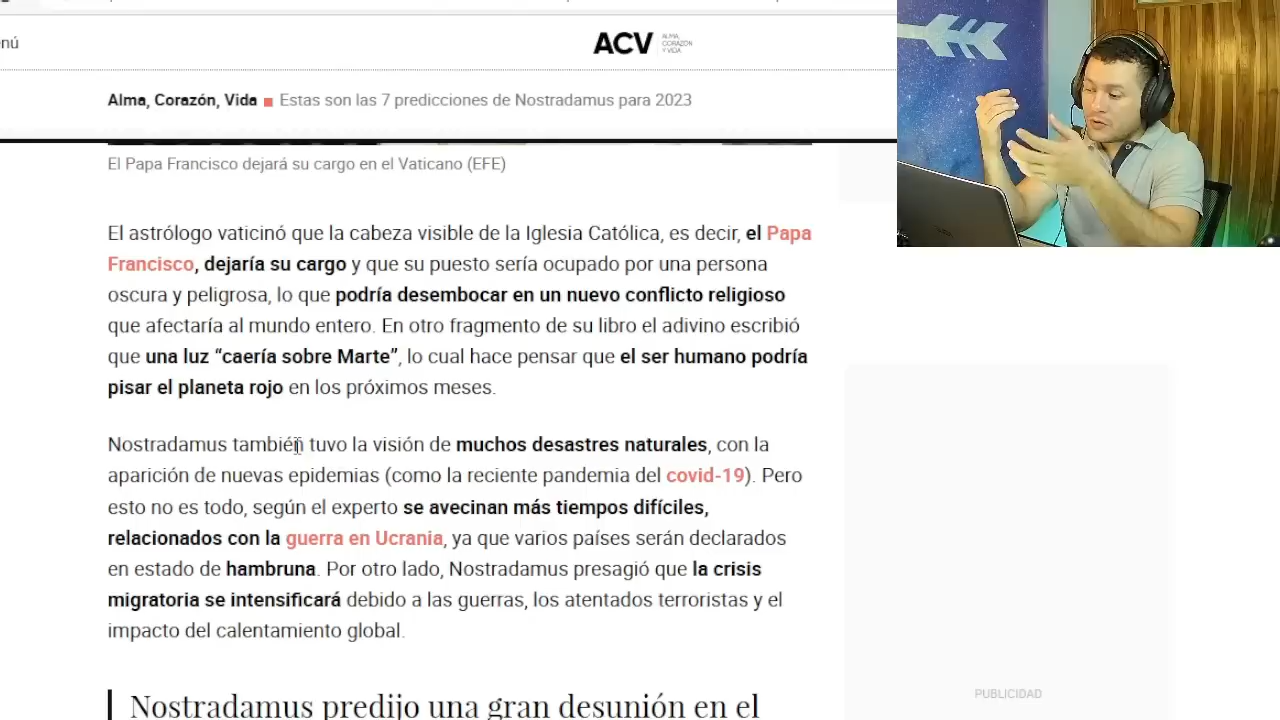 nú
ACV ALMA,
CORAZÓN
Y VIDA
Alma, Corazón, Vida Estas son las 7 predicciones de Nostradamus para 2023
El Papa Francisco dejará su cargo en el Vaticano (EFE)
El astrólogo vaticinó que la cabeza visible de la Iglesia Católica, es decir, el Papa
Francisco, dejaría su cargo y que su puesto sería ocupado por una persona
oscura y peligrosa, lo que podría desembocar en un nuevo conflicto religioso
que afectaría al mundo entero. En otro fragmento de su libro el adivino escribió
que una luz “caería sobre Marte”, lo cual hace pensar que el ser humano podría
pisar el planeta rojo en los próximos meses.
Nostradamus también tuvo la visión de muchos desastres naturales, con la
aparición de nuevas epidemias (como la reciente pandemia del covid-19). Pero
esto no es todo, según el experto se avecinan más tiempos difíciles,
relacionados con la guerra en Ucrania, ya que varios países serán declarados
en estado de hambruna. Por otro lado, Nostradamus presagió que la crisis
migratoria se intensificará debido a las guerras, los atentados terroristas y el
impacto del calentamiento global.
PUBLICIDAD
Nostradamus predijo una gran desunión en el